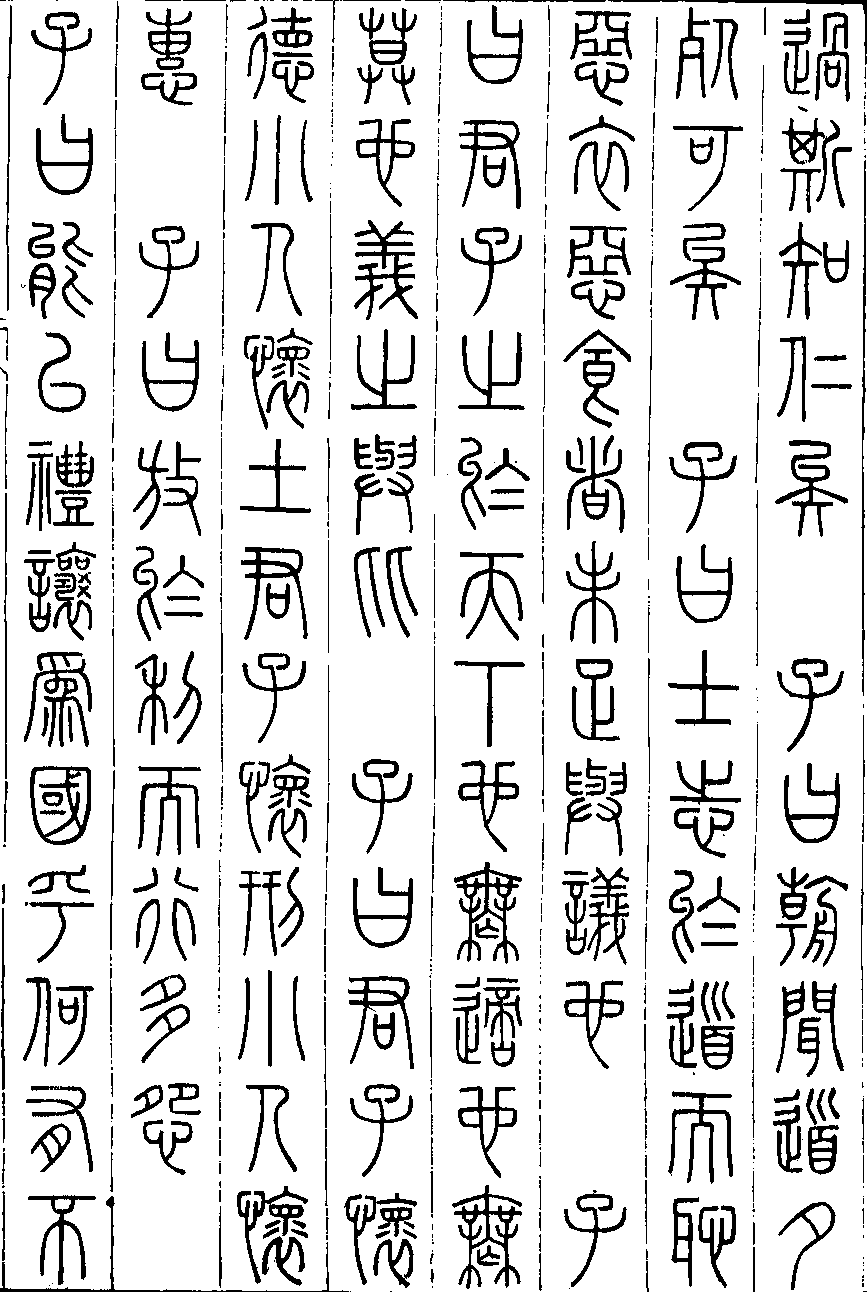 過斯知仁矣　子曰朝聞道夕
死可矣　子曰士志於道而恥
惡衣惡食者未足與議也　子
曰君子之於天下也無適也無
莫也義之與比　子曰君子懷
德小人懷土君子懷刑小人懷
惠　子曰放於利而行多怨
子曰能以禮讓爲國乎何有不